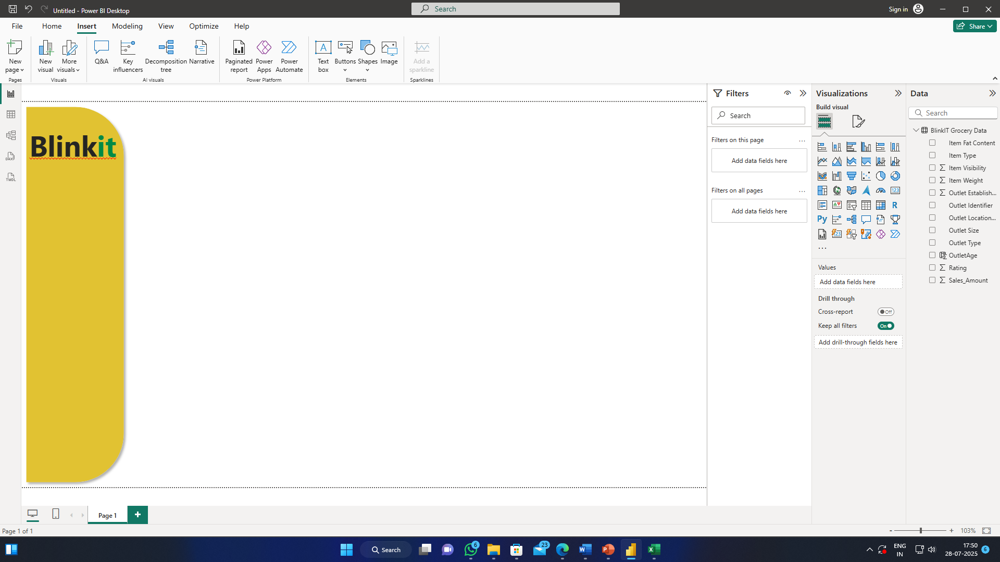 Untitled - Power BI Desktop
Search
Sign in
File Home Insert Modeling View Optimize Help
Share
New page
Pages
New visual
More visuals
Visuals
Q&A
Key influencers
Decomposition tree
Narrative
AI visuals
Paginated report
Power Apps
Power Automate
Power Platform
Text box
Buttons
Shapes
Image
Elements
Add a sparkline
Sparklines
DAX
TMDL
Blinkit
Filters
Search
Filters on this page
...
Add data fields here
Filters on all pages
...
Add data fields here
Visualizations
Build visual
123
R
Py
123
...
Values
Add data fields here
Drill through
Cross-report
Off
Keep all filters
On
Add drill-through fields here
Data
Search
BlinkIT Grocery Data
Item Fat Content
Item Type
Item Visibility
Item Weight
Outlet Establish...
Outlet Identifier
Outlet Location...
Outlet Size
Outlet Type
OutletAge
Rating
Sales_Amount
Page 1
+
Page 1 of 1
- + 103%
Search
6
23
ENG
IN
17:50
28-07-2025
6